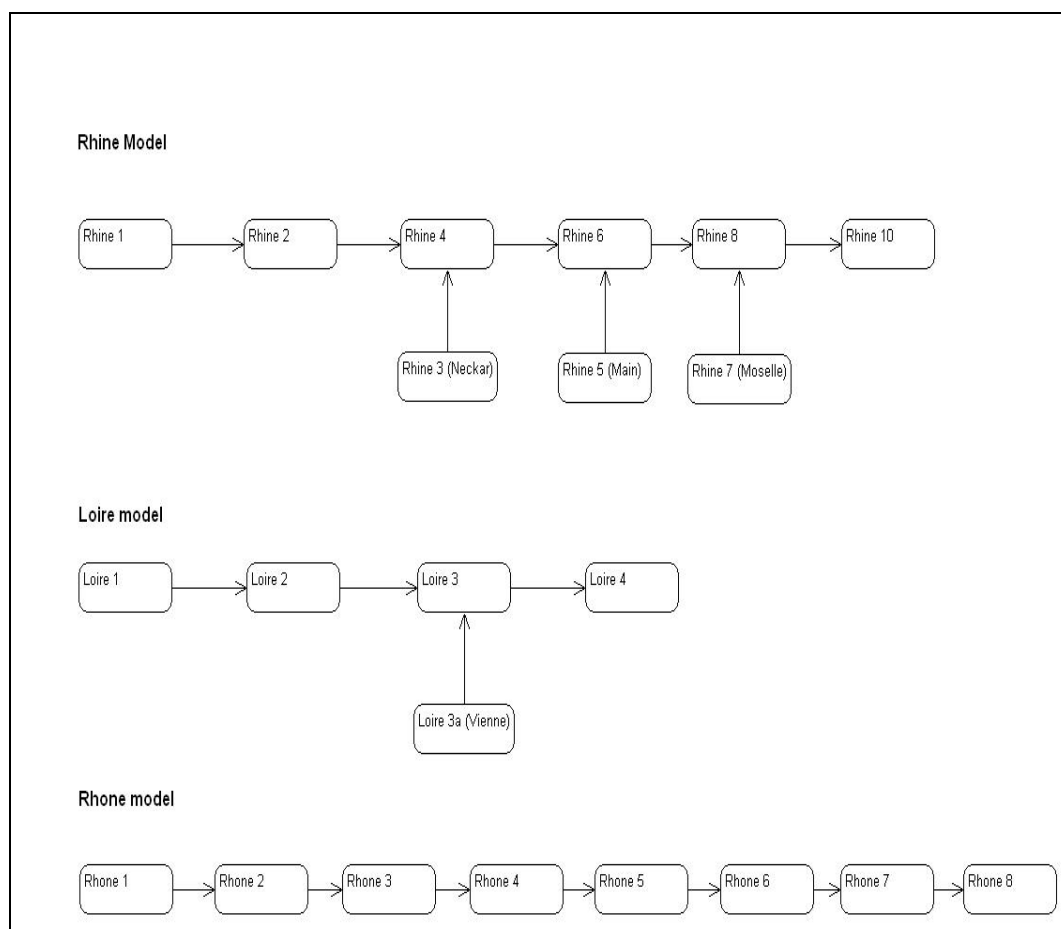 Rhine Model
Rhine 1
Rhine 2
Rhine 4
Rhine 6
Rhine 8
Rhine 10
Rhine 3 (Neckar)
Rhine 5 (Main)
Rhine 7 (Moselle)
Loire model
Loire 1
Loire 2
Loire 3
Loire 4
Loire 3a (Vienne)
Rhone model
Rhone 1
Rhone 2
Rhone 3
Rhone 4
Rhone 5
Rhone 6
Rhone 7
Rhone 8